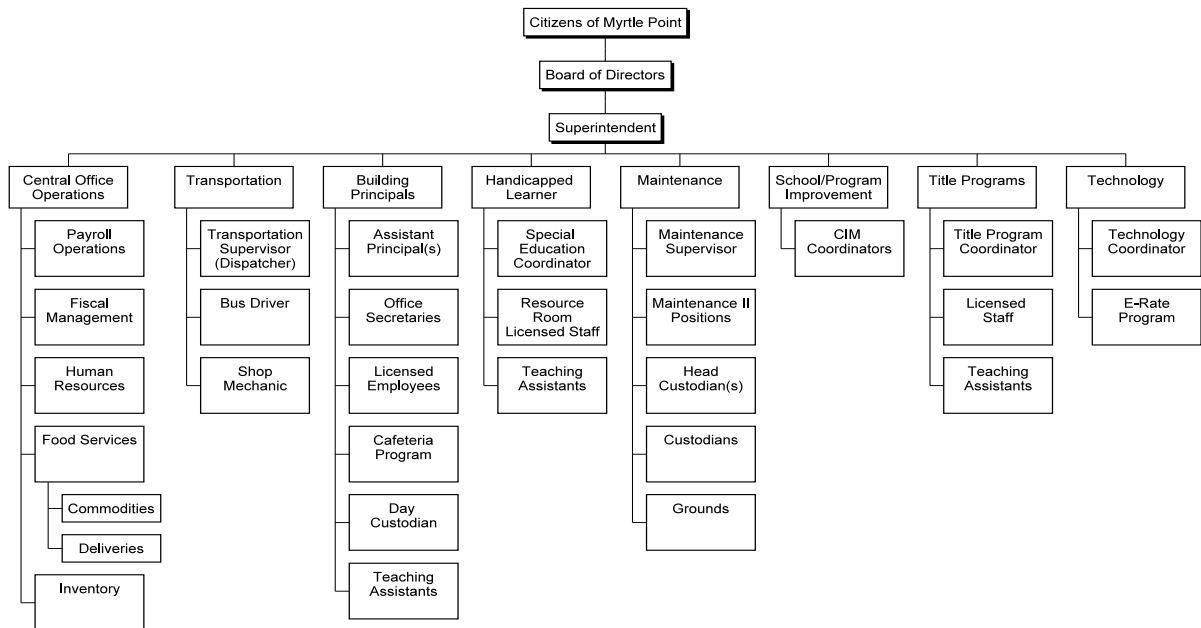 Citizens of Myrtle Point
Board of Directors
Superintendent
Central Office
Operations
Payroll
Operations
Fiscal
Management
Human
Resources
Food Services
Commodities
Deliveries
Inventory
Transportation
Transportation
Supervisor
(Dispatcher)
Bus Driver
Shop
Mechanic
Building
Principals
Assistant
Principal(s)
Office
Secretaries
Licensed
Employees
Cafeteria
Program
Day
Custodian
Teaching
Assistants
Handicapped
Learner
Special
Education
Coordinator
Resource
Room
Licensed Staff
Teaching
Assistants
Maintenance
Maintenance
Supervisor
Maintenance II
Positions
Head
Custodian(s)
Custodians
Grounds
School/Program
Improvement
CIM
Coordinators
Title Programs
Title Program
Coordinator
Licensed
Staff
Teaching
Assistants
Technology
Technology
Coordinator
E-Rate
Program